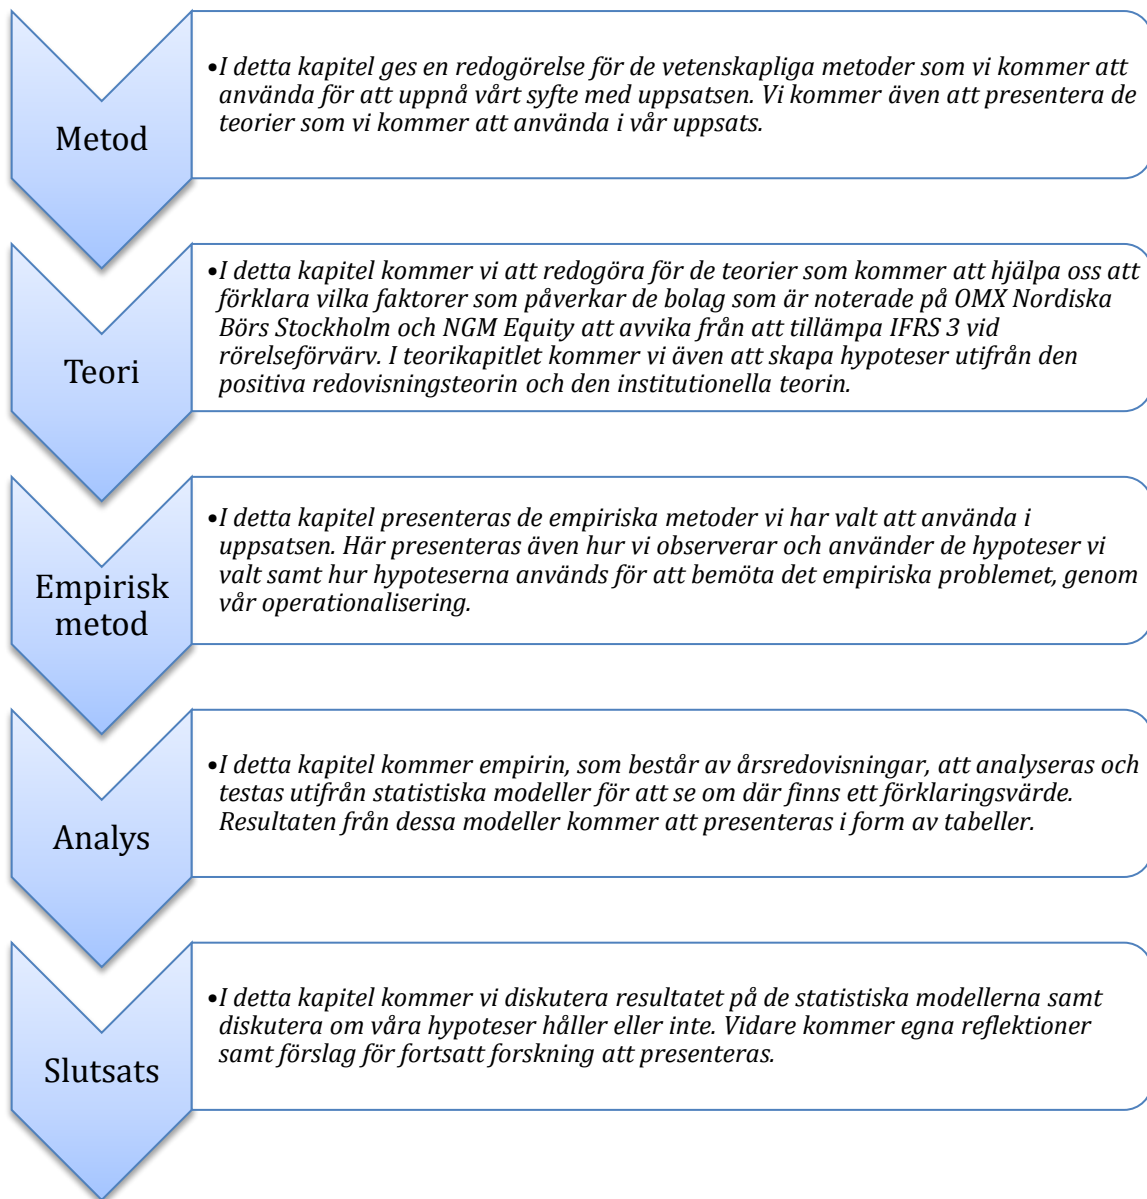 Metod
•I detta kapitel ges en redogörelse för de vetenskapliga metoder som vi kommer att
använda för att uppnå vårt syfte med uppsatsen. Vi kommer även att presentera de
teorier som vi kommer att använda i vår uppsats.
Teori
•I detta kapitel kommer vi att redogöra för de teorier som kommer att hjälpa oss att
förklara vilka faktorer som påverkar de bolag som är noterade på OMX Nordiska
Börs Stockholm och NGM Equity att avvika från att tillämpa IFRS 3 vid
rörelseförvärv. I teorikapitlet kommer vi även att skapa hypoteser utifrån den
positiva redovisningsteorin och den institutionella teorin.
Empirisk
metod
•I detta kapitel presenteras de empiriska metoder vi har valt att använda i
uppsatsen. Här presenteras även hur vi observerar och använder de hypoteser vi
valt samt hur hypoteserna används för att bemöta det empiriska problemet, genom
vår operationalisering.
Analys
•I detta kapitel kommer empirin, som består av årsredovisningar, att analyseras och
testas utifrån statistiska modeller för att se om där finns ett förklaringsvärde.
Resultaten från dessa modeller kommer att presenteras i form av tabeller.
Slutsats
•I detta kapitel kommer vi diskutera resultatet på de statistiska modellerna samt
diskutera om våra hypoteser håller eller inte. Vidare kommer egna reflektioner
samt förslag för fortsatt forskning att presenteras.